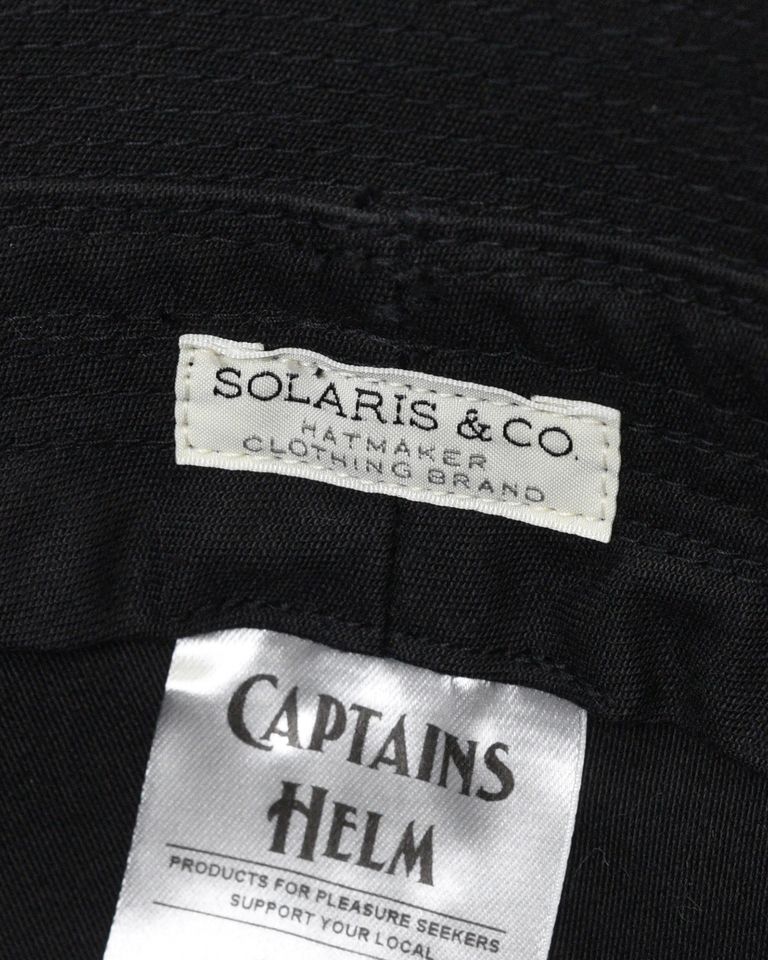 SOLARIS & CO.
HATMAKER
CLOTHING BRAND
CAPTAINS
HELM
PRODUCTS FOR PLEASURE SEEKERS
SUPPORT YOUR LOCAL